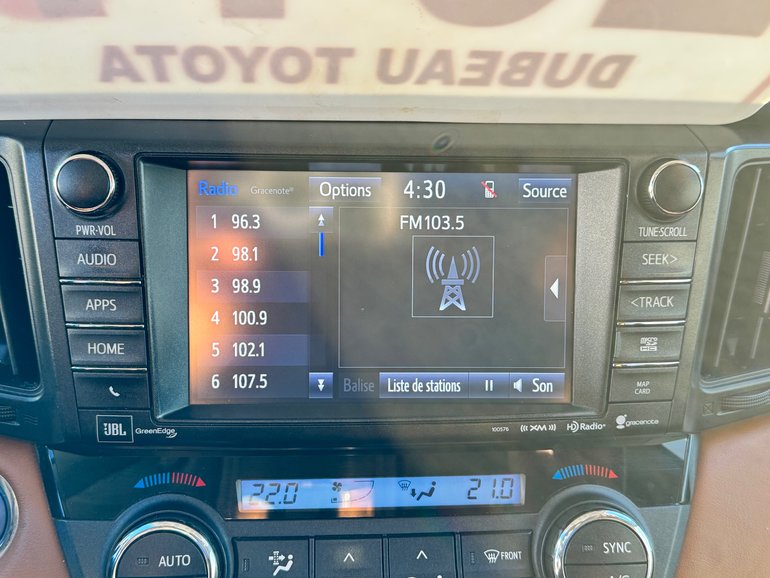 DUBEAU TOYOTA
Radio Gracenote® Options 4:30 Source
PWR•VOL
TUNE•SCROLL
AUDIO
APPS
HOME
1 96.3
2 98.1
3 98.9
4 100.9
5 102.1
6 107.5
FM103.5
Balise Liste de stations Son
SEEK>
<TRACK
micro SD HC
MAP
CARD
JBL GreenEdge
100576 ((XM)) HD Radio gracenote
22.0
21.0
AUTO
FRONT
SYNC
A/C